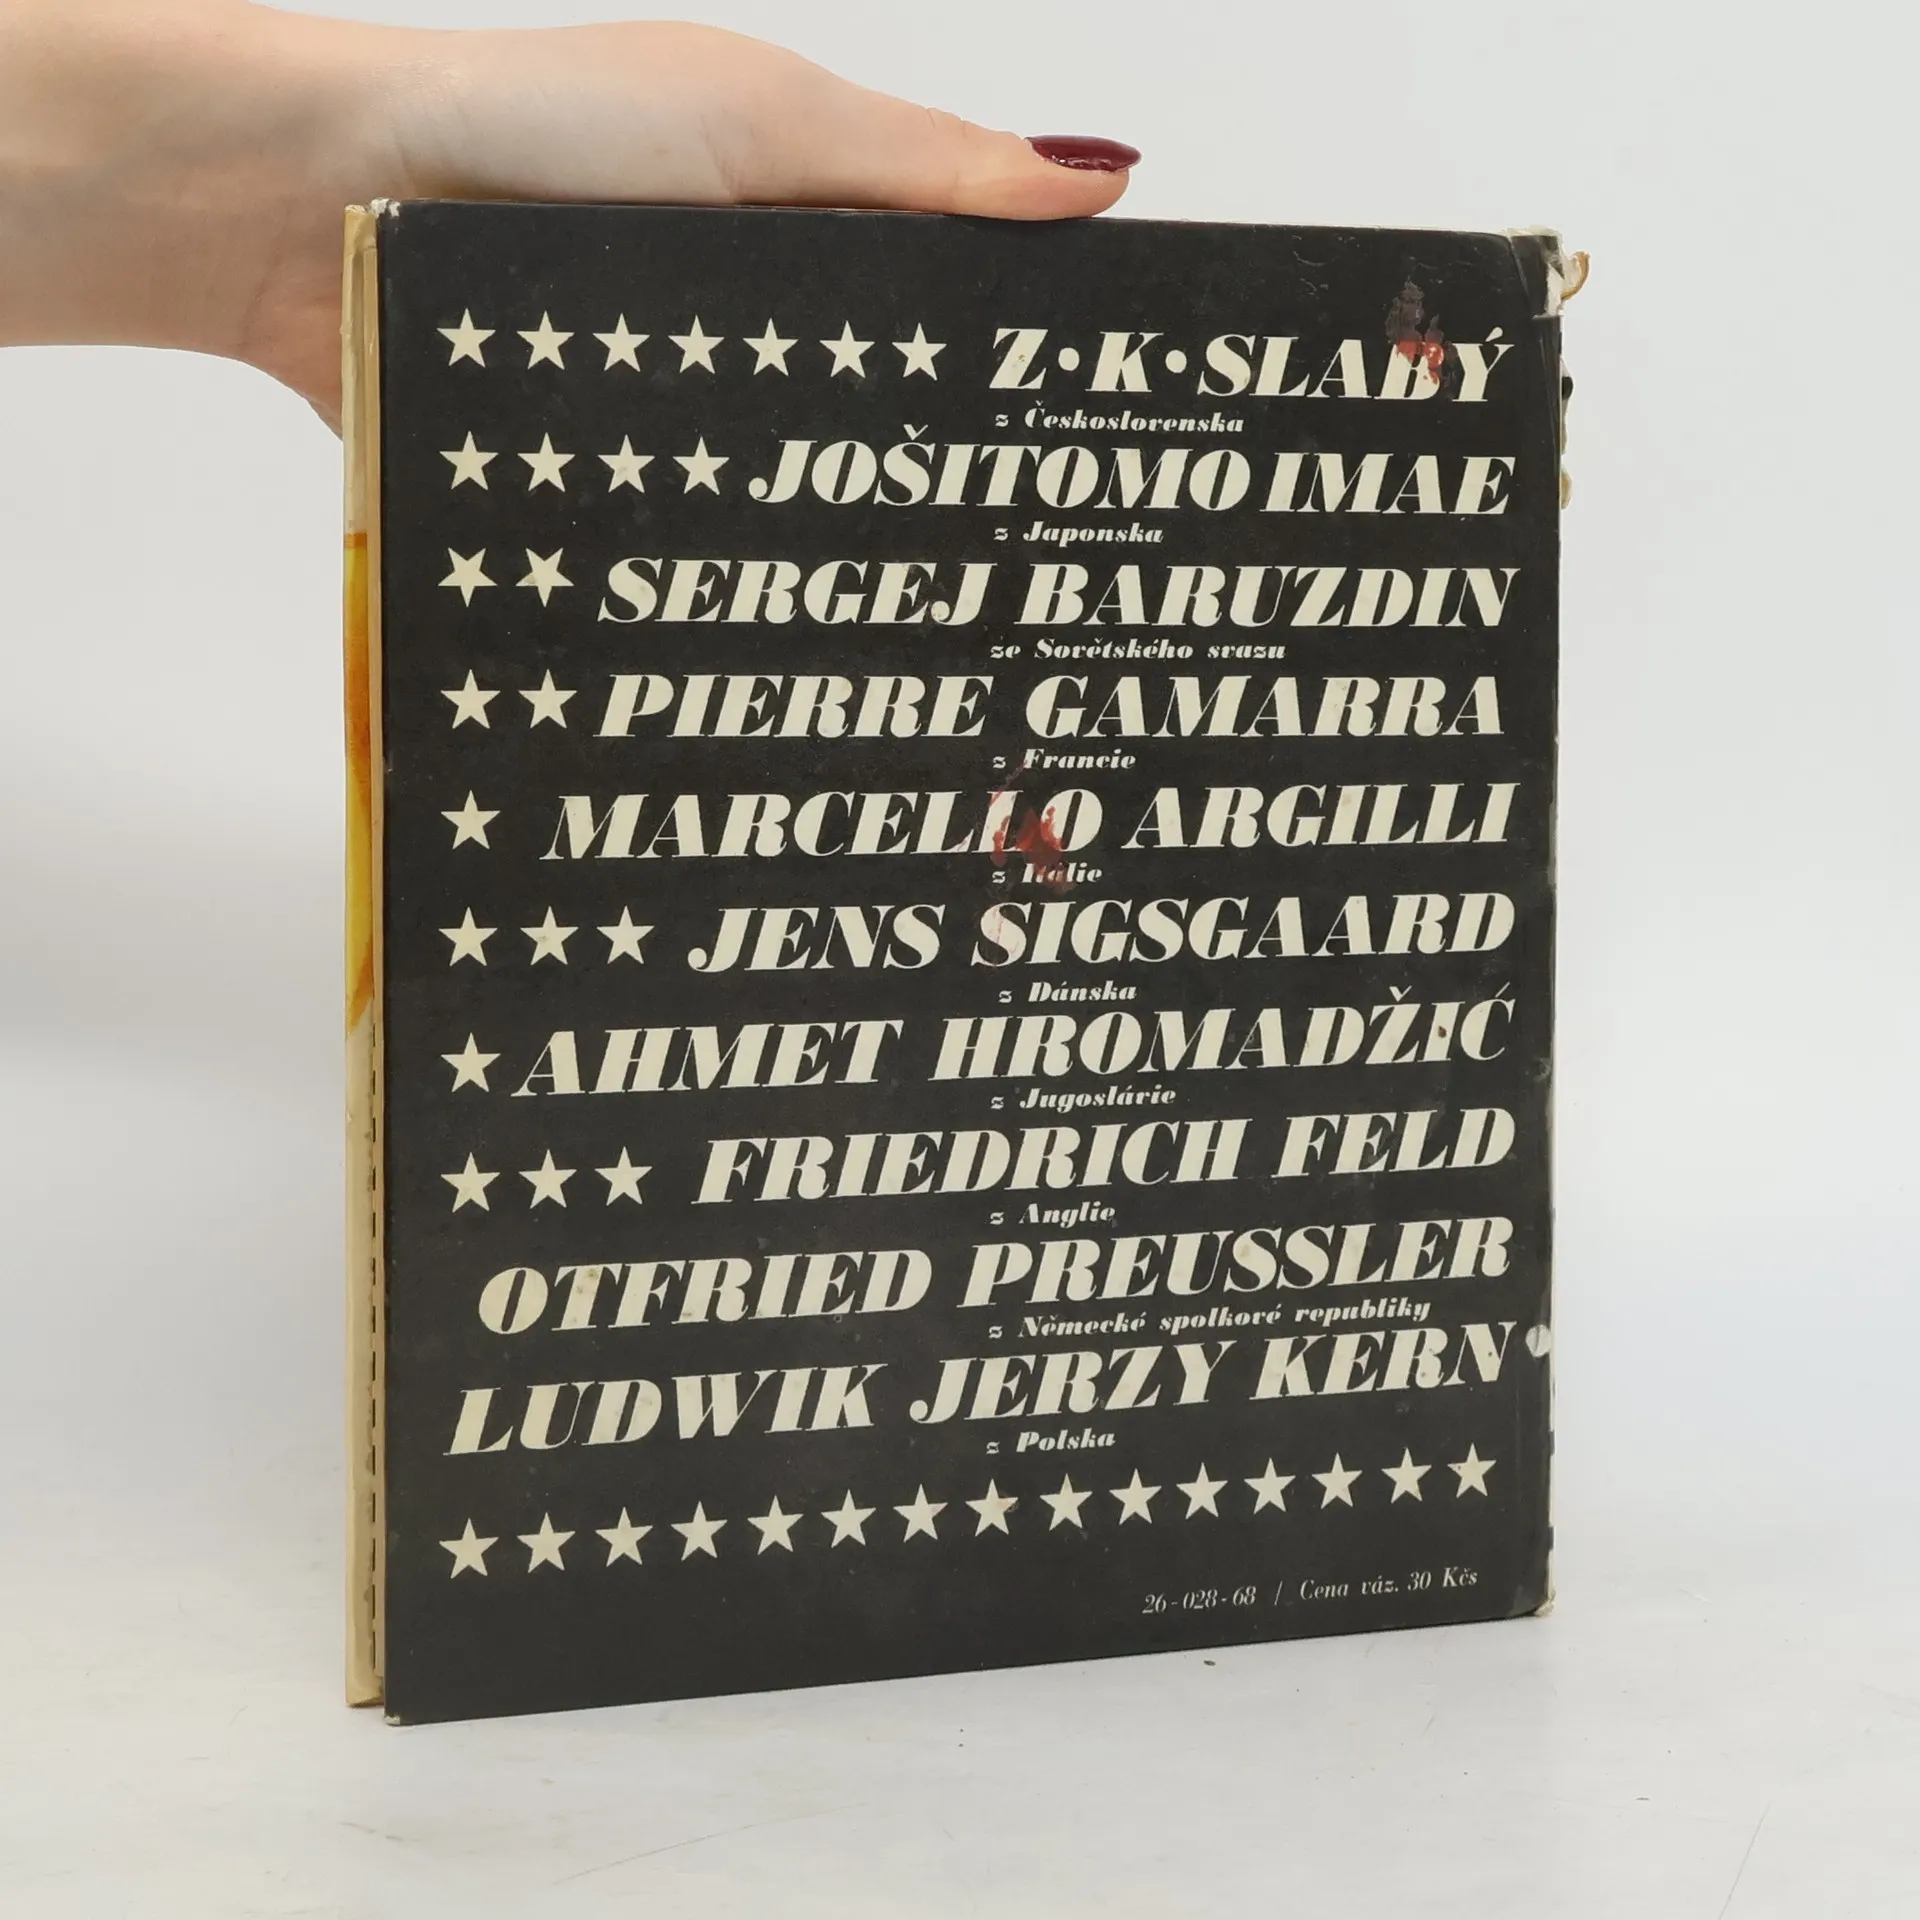 Z•K•SLABÝ
z Československa
JOŠITOMO IMAE
z Japonska
SERGEJ BARUZDIN
ze Sovětského svazu
PIERRE GAMARRA
z Francie
MARCELLO ARGILLI
z Itálie
JENS SIGSGAARD
z Dánska
AHMET HROMADŽIĆ
z Jugoslávie
FRIEDRICH FELD
z Anglie
OTFRIED PREUSSLER
z Německé spolkové republiky
LUDWIK JERZY KERN
z Polska
26-028-68 / Cena váz. 30 Kčs